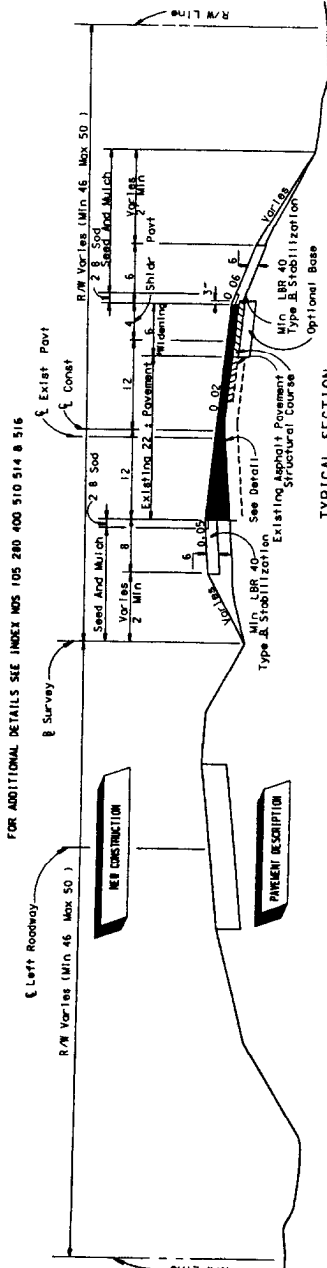 FOR ADDITIONAL DETAILS SEE INDEX NOS 105 280 400 510 514 & 516
℄ Left Roadway
R/W Varies (Min 46 Max 50 )
NEW CONSTRUCTION
PAVEMENT DESCRIPTION
B Survey
℄ Exist Pavt
℄ Const
R/W Varies (Min 46 Max 50 )
R/W Line
2 8 Sod
Seed And Mulch
Varies
2 Min
8
12
12
Existing 22 ± Pavement
6
Widening
4
Shldr Pavt
2 8 Sod
Seed And Mulch
6
Varies
2 Min
0.05
6
Varies
Min LBR 40
Type B Stabilization
See Detail
0.02
3"
0.06
6
Varies
Existing Asphalt Pavement
Structural Course
Min LBR 40
Type B Stabilization
Optional Base
TYPICAL SECTION